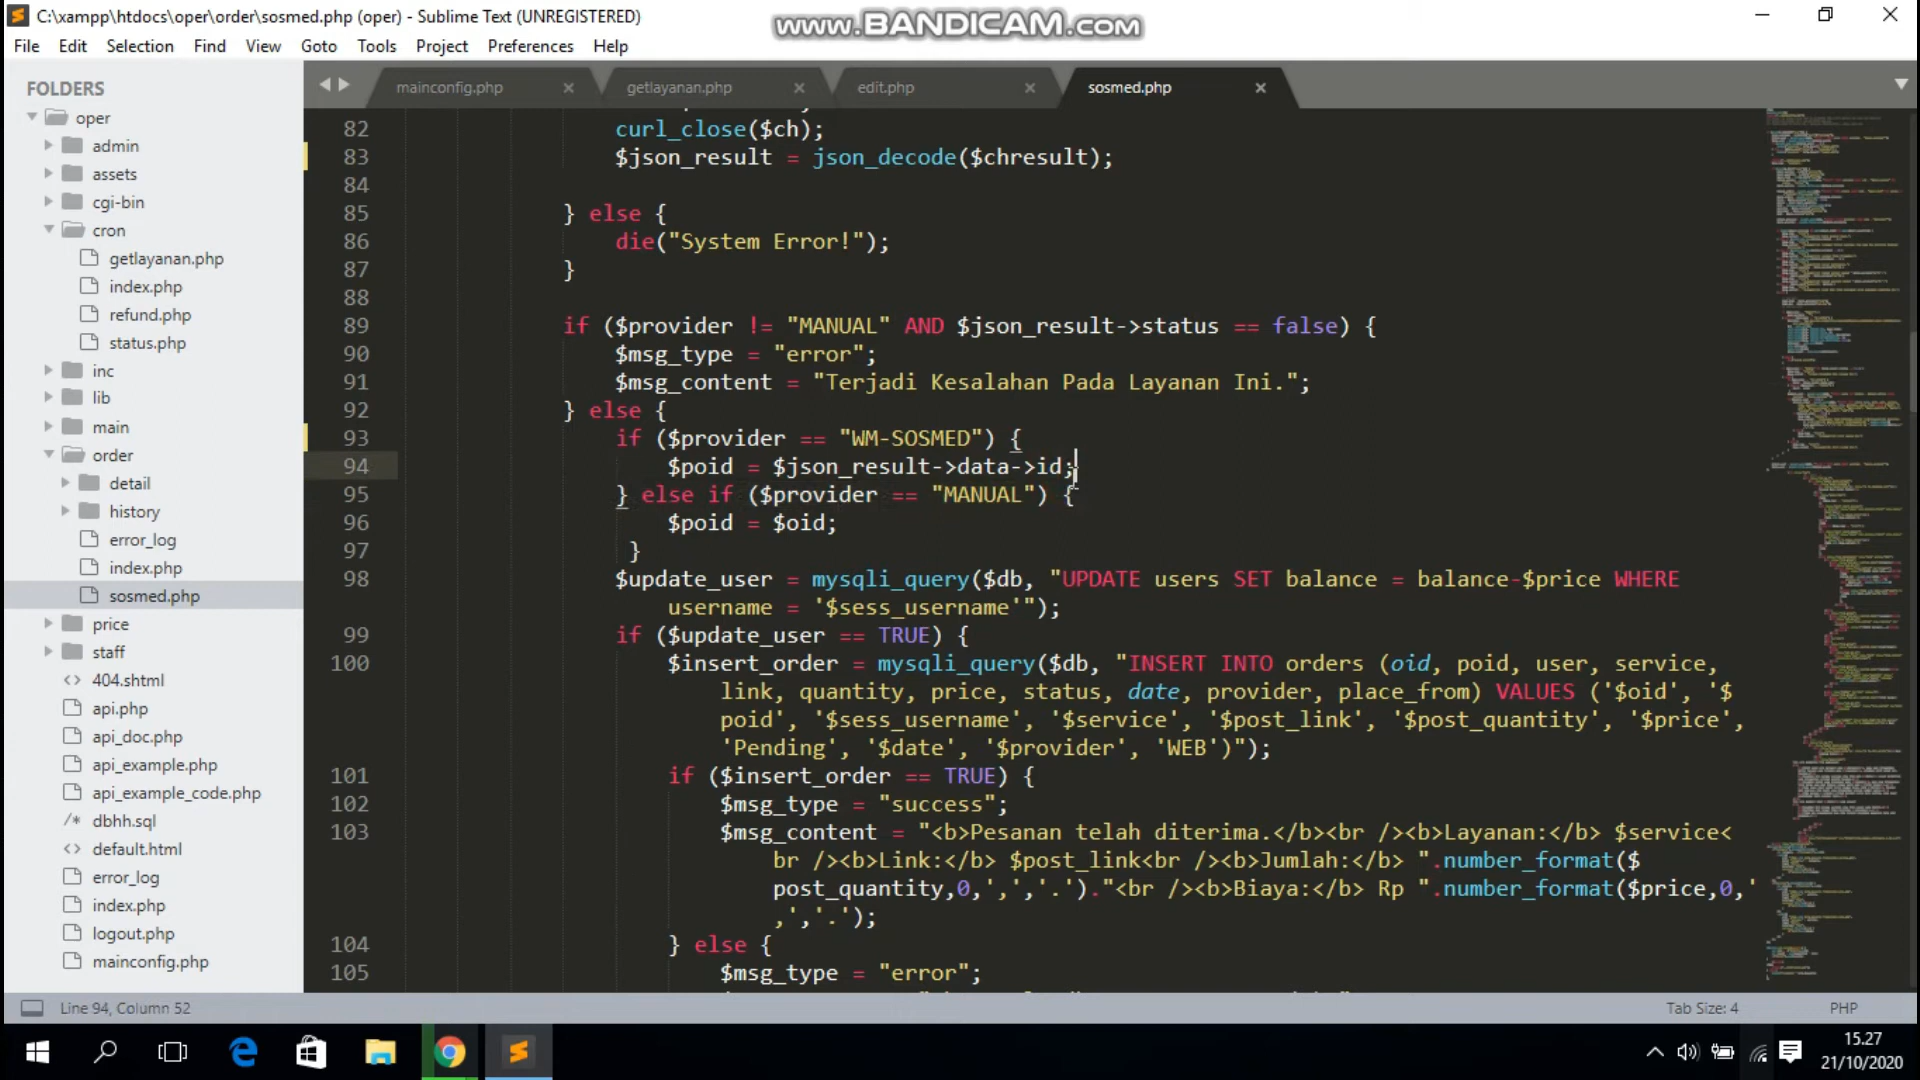 C:\xampp\htdocs\oper\order\sosmed.php (oper) - Sublime Text (UNREGISTERED)
www.BANDICAM.com
File Edit Selection Find View Goto Tools Project Preferences Help
FOLDERS
oper
admin
assets
cgi-bin
cron
getlayanan.php
index.php
refund.php
status.php
inc
lib
main
order
detail
history
error_log
index.php
sosmed.php
price
staff
<> 404.shtml
api.php
api_doc.php
api_example.php
api_example_code.php
/* dbhh.sql
<> default.html
error_log
index.php
logout.php
mainconfig.php
mainconfig.php getlayanan.php edit.php sosmed.php
82 curl_close($ch);
83 $json_result = json_decode($chresult);
84
85 } else {
86 die("System Error!");
87 }
88
89 if ($provider != "MANUAL" AND $json_result->status == false) {
90 $msg_type = "error";
91 $msg_content = "Terjadi Kesalahan Pada Layanan Ini.";
92 } else {
93 if ($provider == "WM-SOSMED") {
94 $poid = $json_result->data->id;
95 } else if ($provider == "MANUAL") {
96 $poid = $oid;
97 }
98 $update_user = mysqli_query($db, "UPDATE users SET balance = balance-$price WHERE
username = '$sess_username'");
99 if ($update_user == TRUE) {
100 $insert_order = mysqli_query($db, "INSERT INTO orders (oid, poid, user, service,
link, quantity, price, status, date, provider, place_from) VALUES ('$oid', '$
poid', '$sess_username', '$service', '$post_link', '$post_quantity', '$price',
'Pending', '$date', '$provider', 'WEB')");
101 if ($insert_order == TRUE) {
102 $msg_type = "success";
103 $msg_content = "<b>Pesanan telah diterima.</b><br /><b>Layanan:</b> $service<
br /><b>Link:</b> $post_link<br /><b>Jumlah:</b> ".number_format($
post_quantity,0,',','.')."<br /><b>Biaya:</b> Rp ".number_format($price,0,'
,','.');
104 } else {
105 $msg_type = "error";
Line 94, Column 52
Tab Size: 4
PHP
15.27
21/10/2020